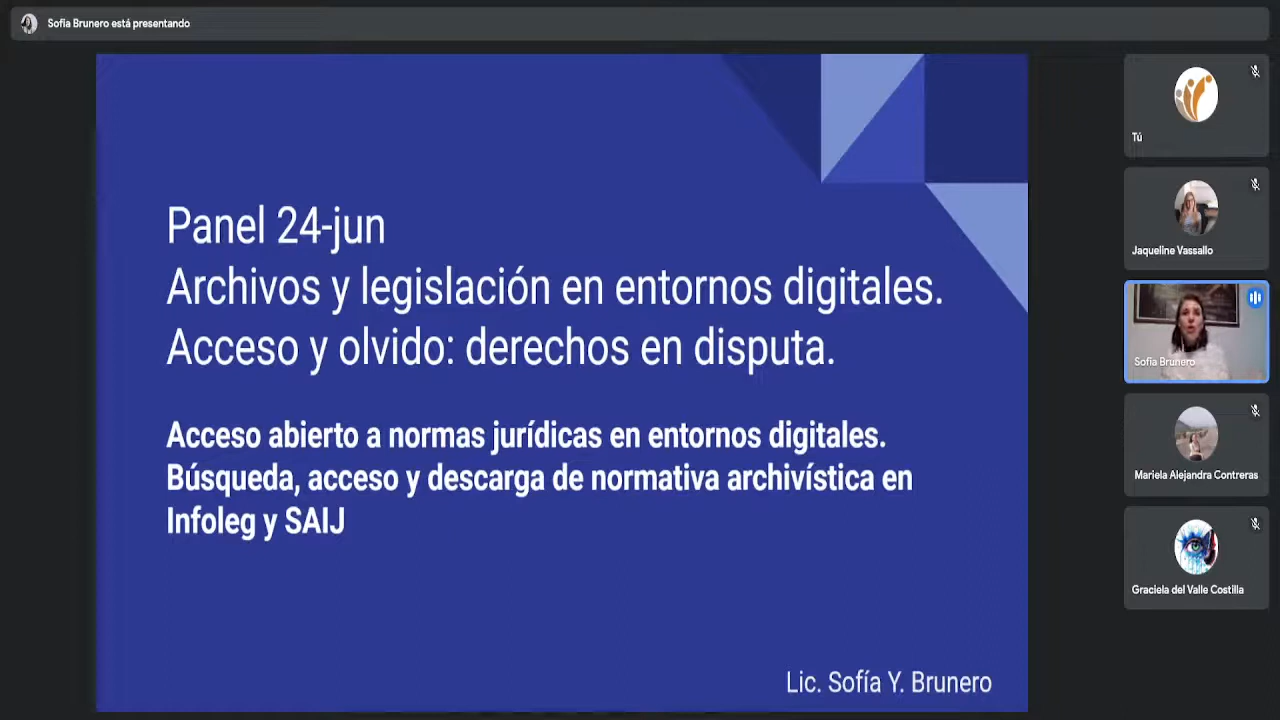 Sofia Brunero está presentando
Panel 24-jun
Archivos y legislación en entornos digitales.
Acceso y olvido: derechos en disputa.
Acceso abierto a normas jurídicas en entornos digitales.
Búsqueda, acceso y descarga de normativa archivística en
Infoleg y SAIJ
Lic. Sofía Y. Brunero
Tú
Jaqueline Vassallo
Sofia Brunero
Mariela Alejandra Contreras
Graciela del Valle Costilla